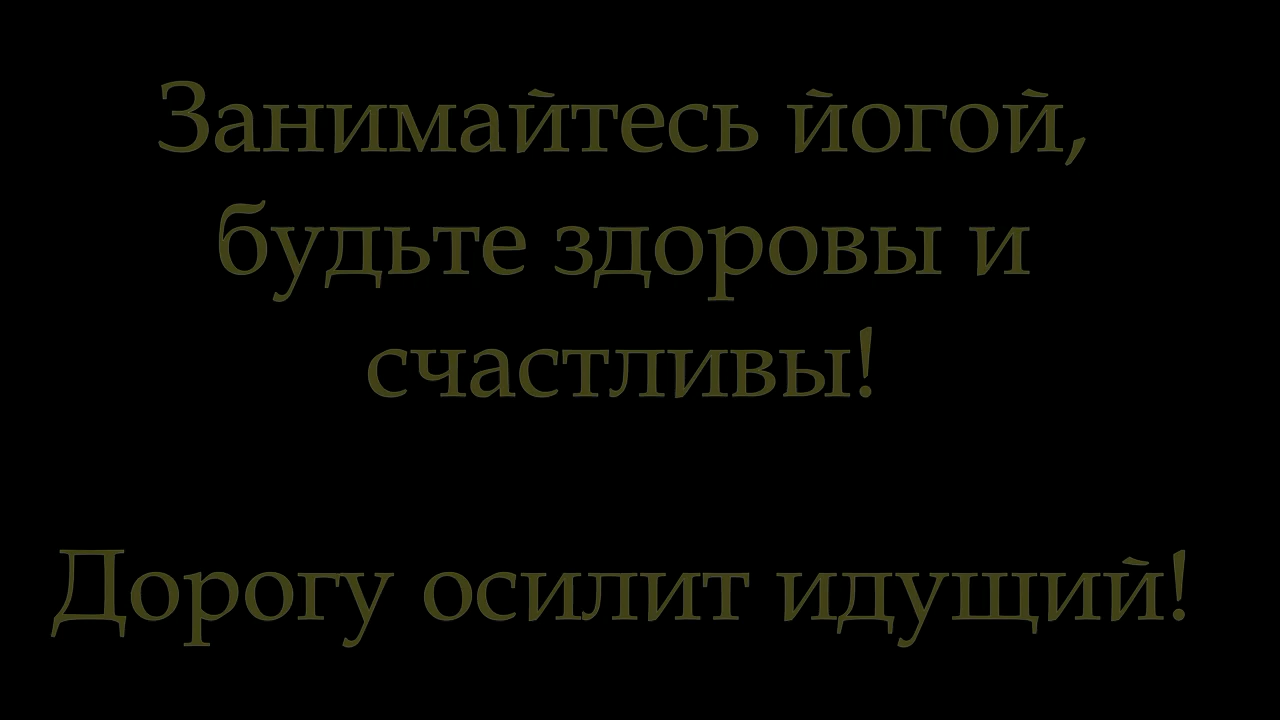 Занимайтесь йогой,
будьте здоровы и
счастливы!
Дорогу осилит идущий!